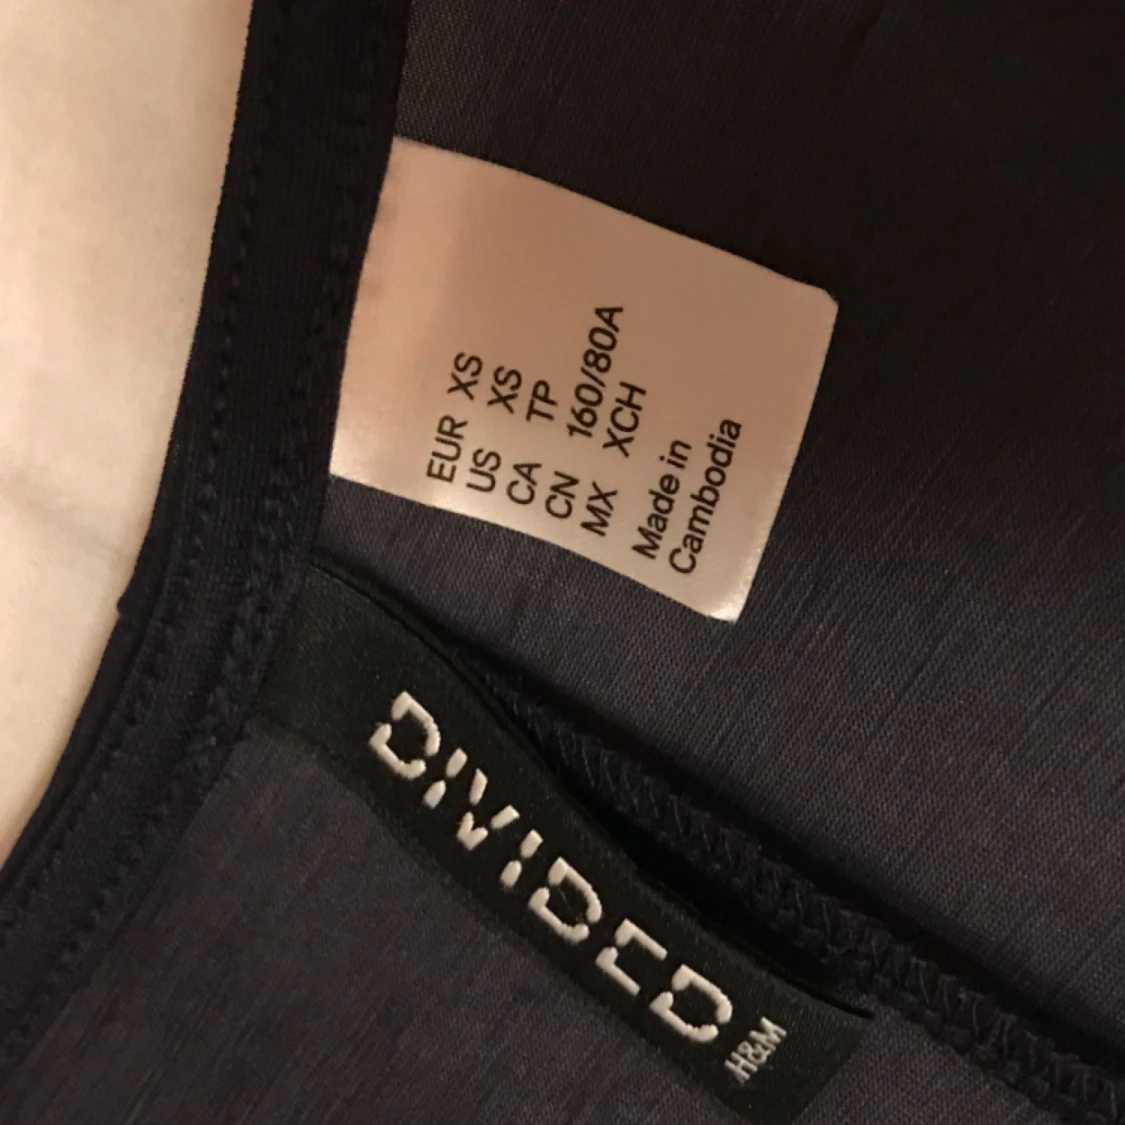 EUR XS
US XS
CA TP
CN 160/80A
MX XCH
Made in
Cambodia
DIVIDED
H&M